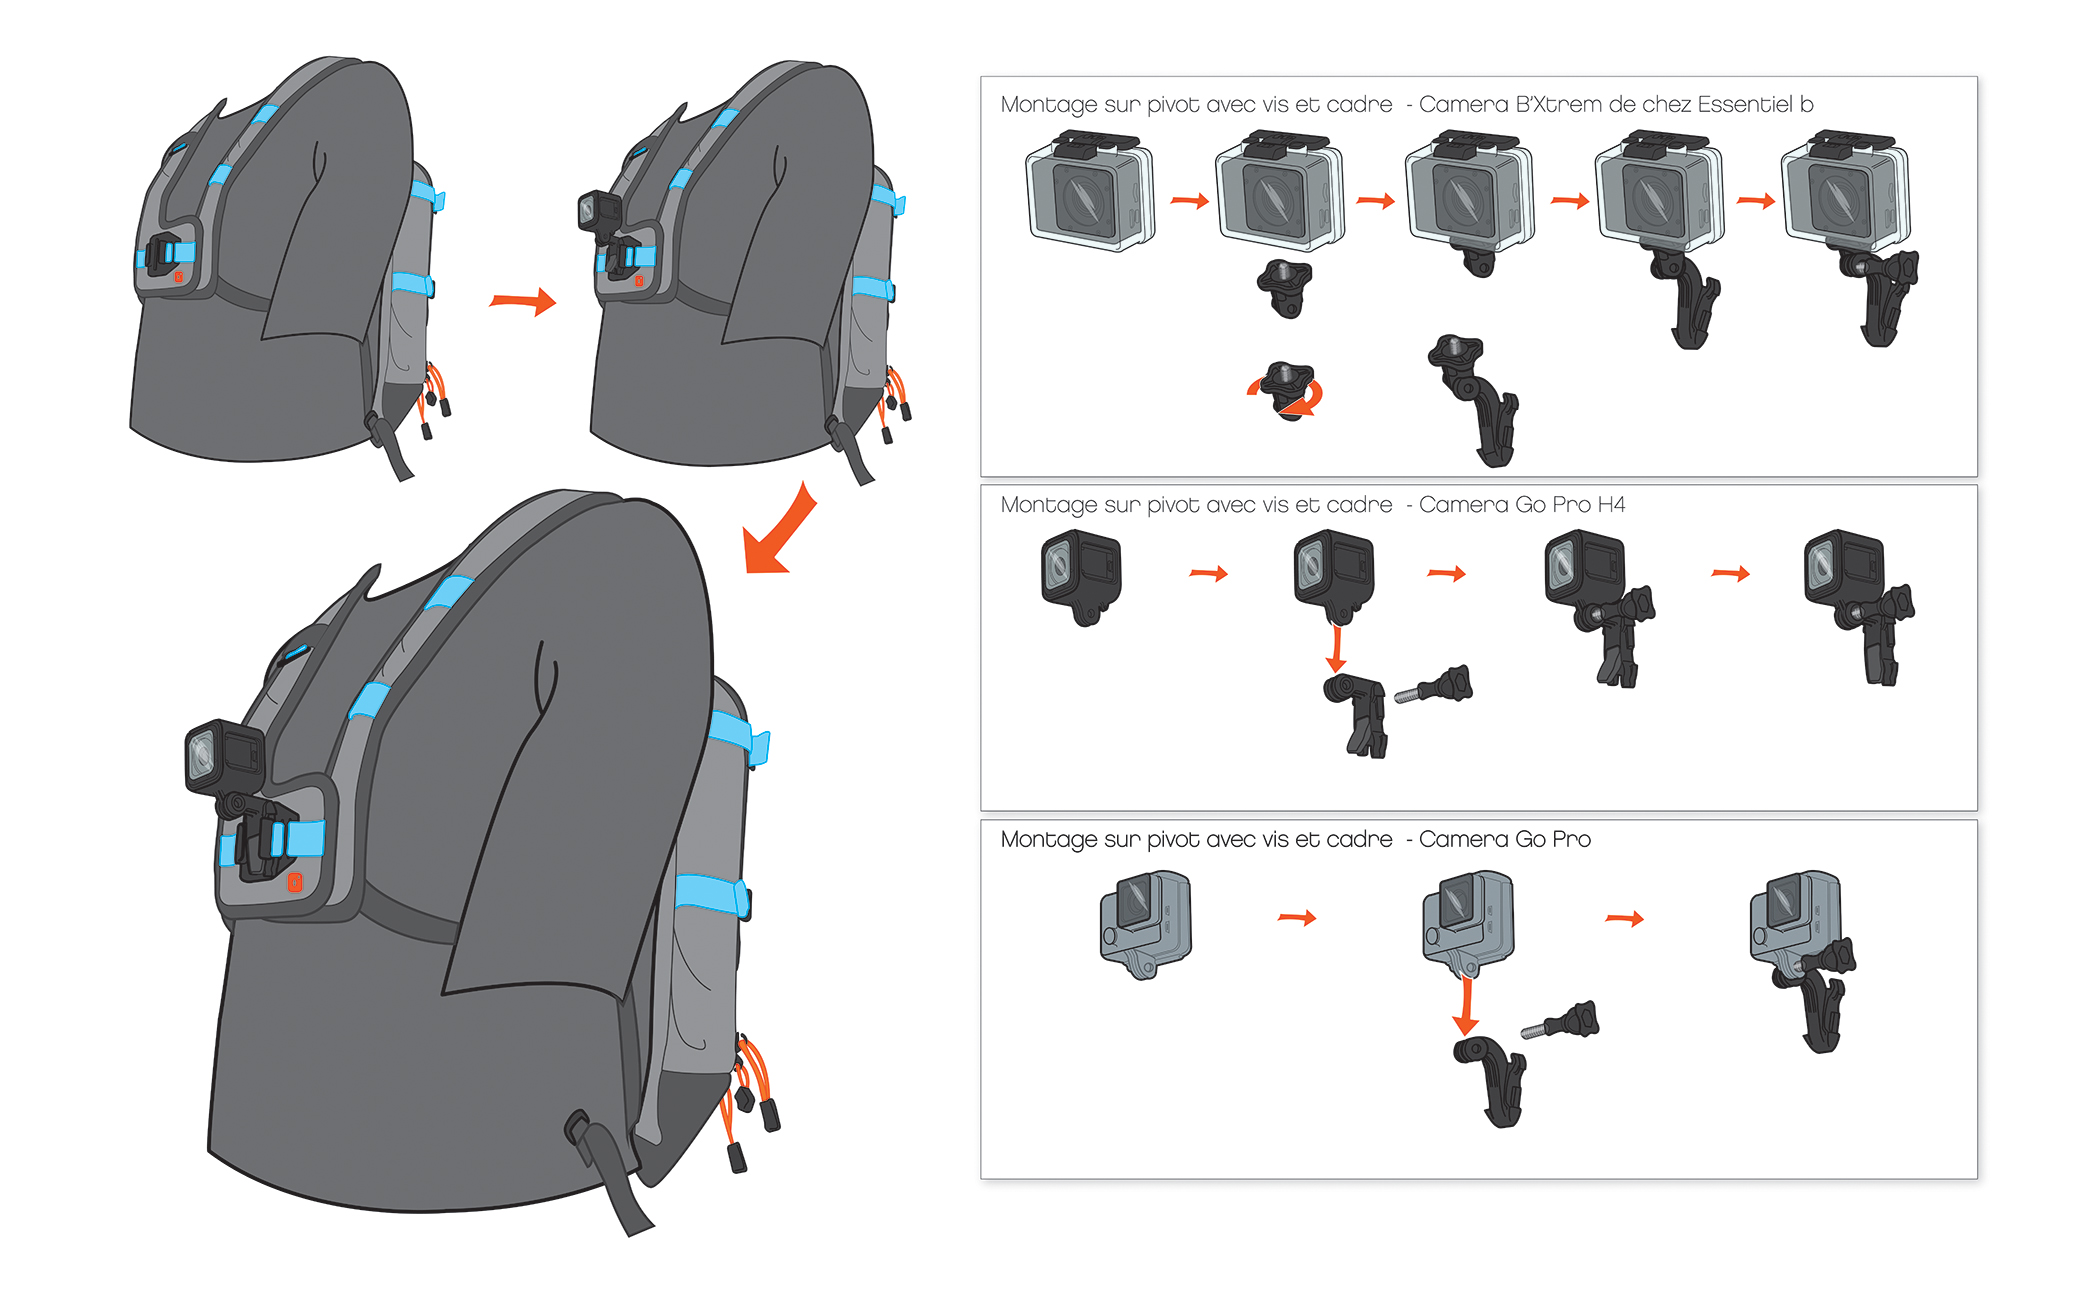 Montage sur pivot avec vis et cadre - Camera B'Xtrem de chez Essentiel b
Montage sur pivot avec vis et cadre - Camera Go Pro H4
Montage sur pivot avec vis et cadre - Camera Go Pro